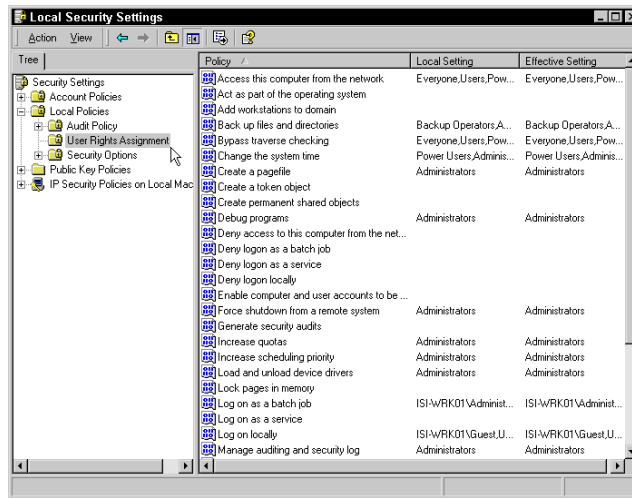 Local Security Settings
Action View
Tree
Security Settings
Account Policies
Local Policies
Audit Policy
User Rights Assignment
Security Options
Public Key Policies
IP Security Policies on Local Mac
Policy Local Setting Effective Setting
Access this computer from the network Everyone,Users,Pow... Everyone,Users,Pow...
Act as part of the operating system
Add workstations to domain
Back up files and directories Backup Operators,A... Backup Operators,A...
Bypass traverse checking Everyone,Users,Pow... Everyone,Users,Pow...
Change the system time Power Users,Adminis... Power Users,Adminis...
Create a pagefile Administrators Administrators
Create a token object
Create permanent shared objects
Debug programs Administrators Administrators
Deny access to this computer from the net...
Deny logon as a batch job
Deny logon as a service
Deny logon locally
Enable computer and user accounts to be ...
Force shutdown from a remote system Administrators Administrators
Generate security audits
Increase quotas Administrators Administrators
Increase scheduling priority Administrators Administrators
Load and unload device drivers Administrators Administrators
Lock pages in memory
Log on as a batch job ISI-WRK01\Administ... ISI-WRK01\Administ...
Log on as a service
Log on locally ISI-WRK01\Guest,U... ISI-WRK01\Guest,U...
Manage auditing and security log Administrators Administrators